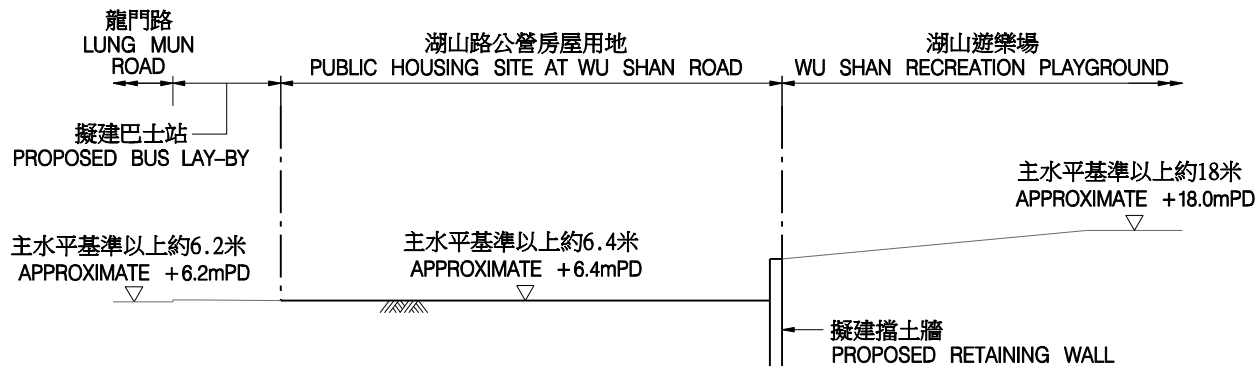 龍門路
LUNG MUN
ROAD
湖山路公營房屋用地
PUBLIC HOUSING SITE AT WU SHAN ROAD
湖山遊樂場
WU SHAN RECREATION PLAYGROUND
擬建巴士站
PROPOSED BUS LAY-BY
主水平基準以上約18米
APPROXIMATE +18.0mPD
主水平基準以上約6.2米
APPROXIMATE +6.2mPD
主水平基準以上約6.4米
APPROXIMATE +6.4mPD
擬建擋土牆
PROPOSED RETAINING WALL